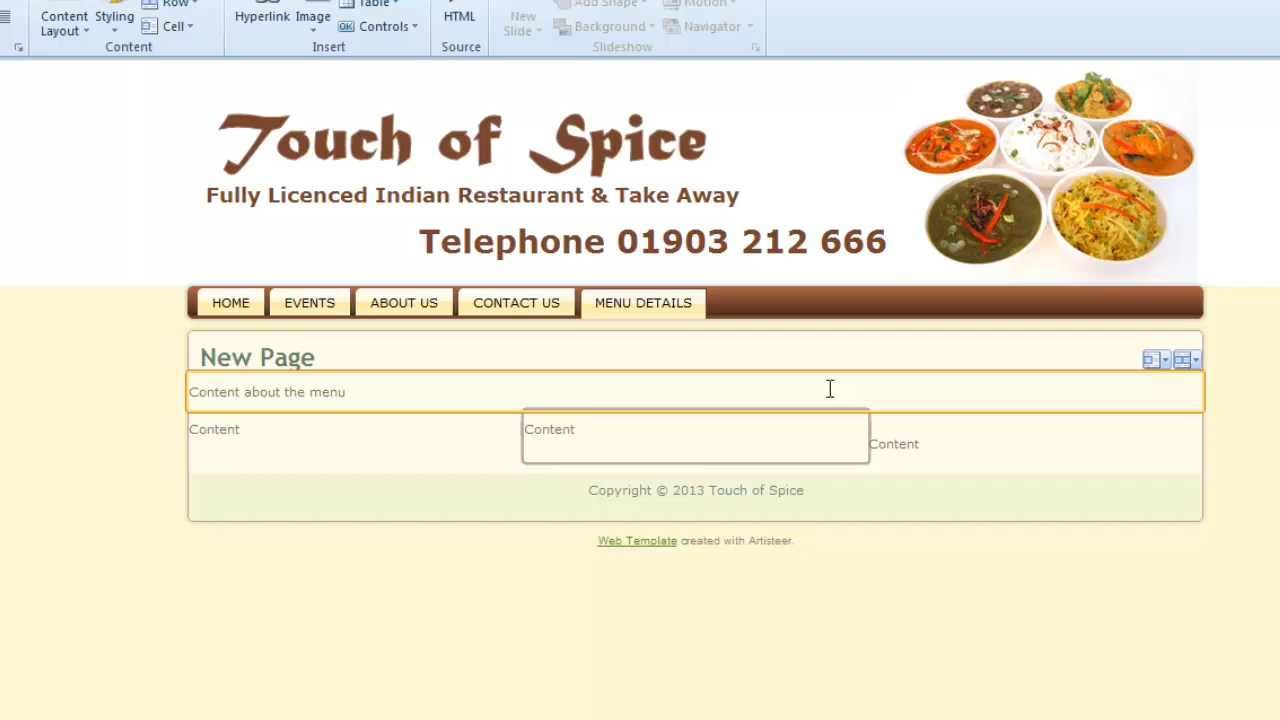 Row Table Add Shape Motion
Content Layout Styling Cell Hyperlink Image Controls HTML New Slide Background Navigator
Content Insert Source Slideshow
Touch of Spice
Fully Licenced Indian Restaurant & Take Away
Telephone 01903 212 666
HOME EVENTS ABOUT US CONTACT US MENU DETAILS
New Page
Content about the menu
Content Content Content
Copyright © 2013 Touch of Spice
Web Template created with Artisteer.